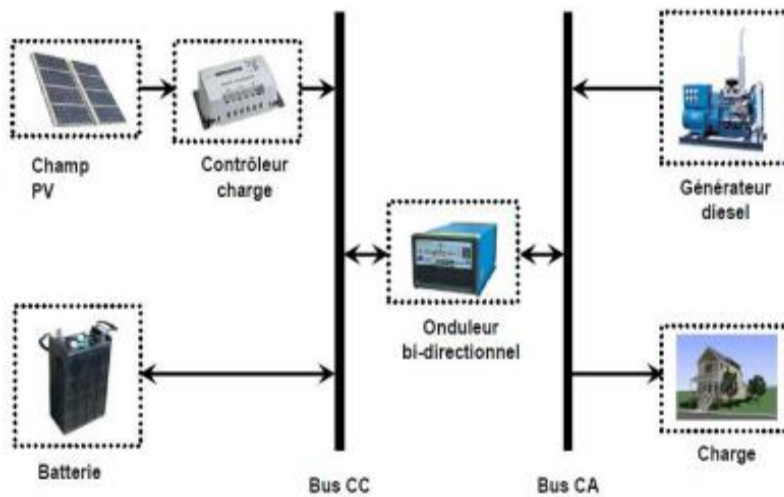 Champ
PV
Contrôleur
charge
Générateur
diesel
Onduleur
bi-directionnel
Batterie
Bus CC
Bus CA
Charge